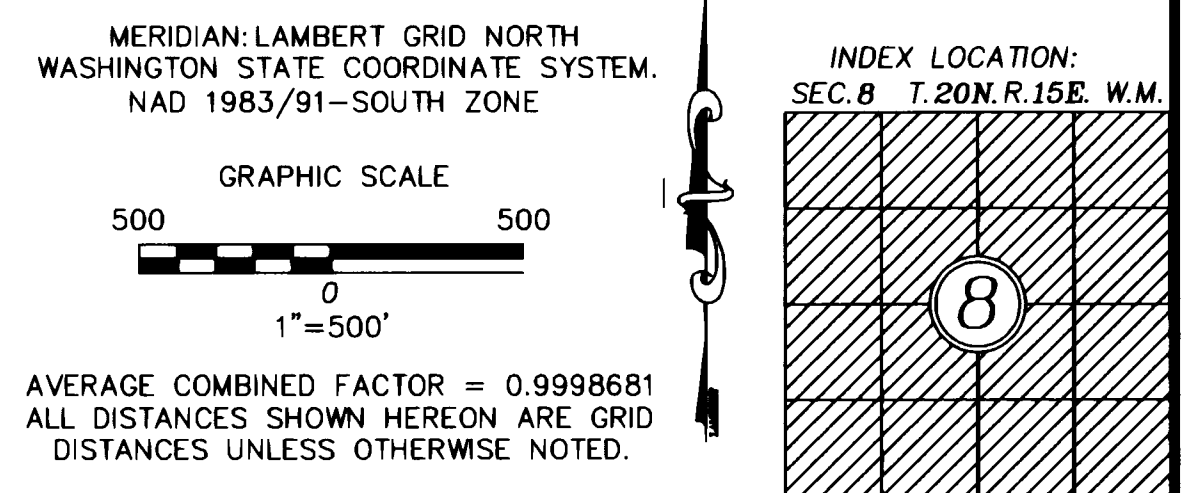 MERIDIAN: LAMBERT GRID NORTH
WASHINGTON STATE COORDINATE SYSTEM.
NAD 1983/91-SOUTH ZONE
GRAPHIC SCALE
500 500
0
1"=500'
AVERAGE COMBINED FACTOR = 0.9998681
ALL DISTANCES SHOWN HEREON ARE GRID
DISTANCES UNLESS OTHERWISE NOTED.
INDEX LOCATION:
SEC. 8 T. 20N. R. 15E. W.M.
8